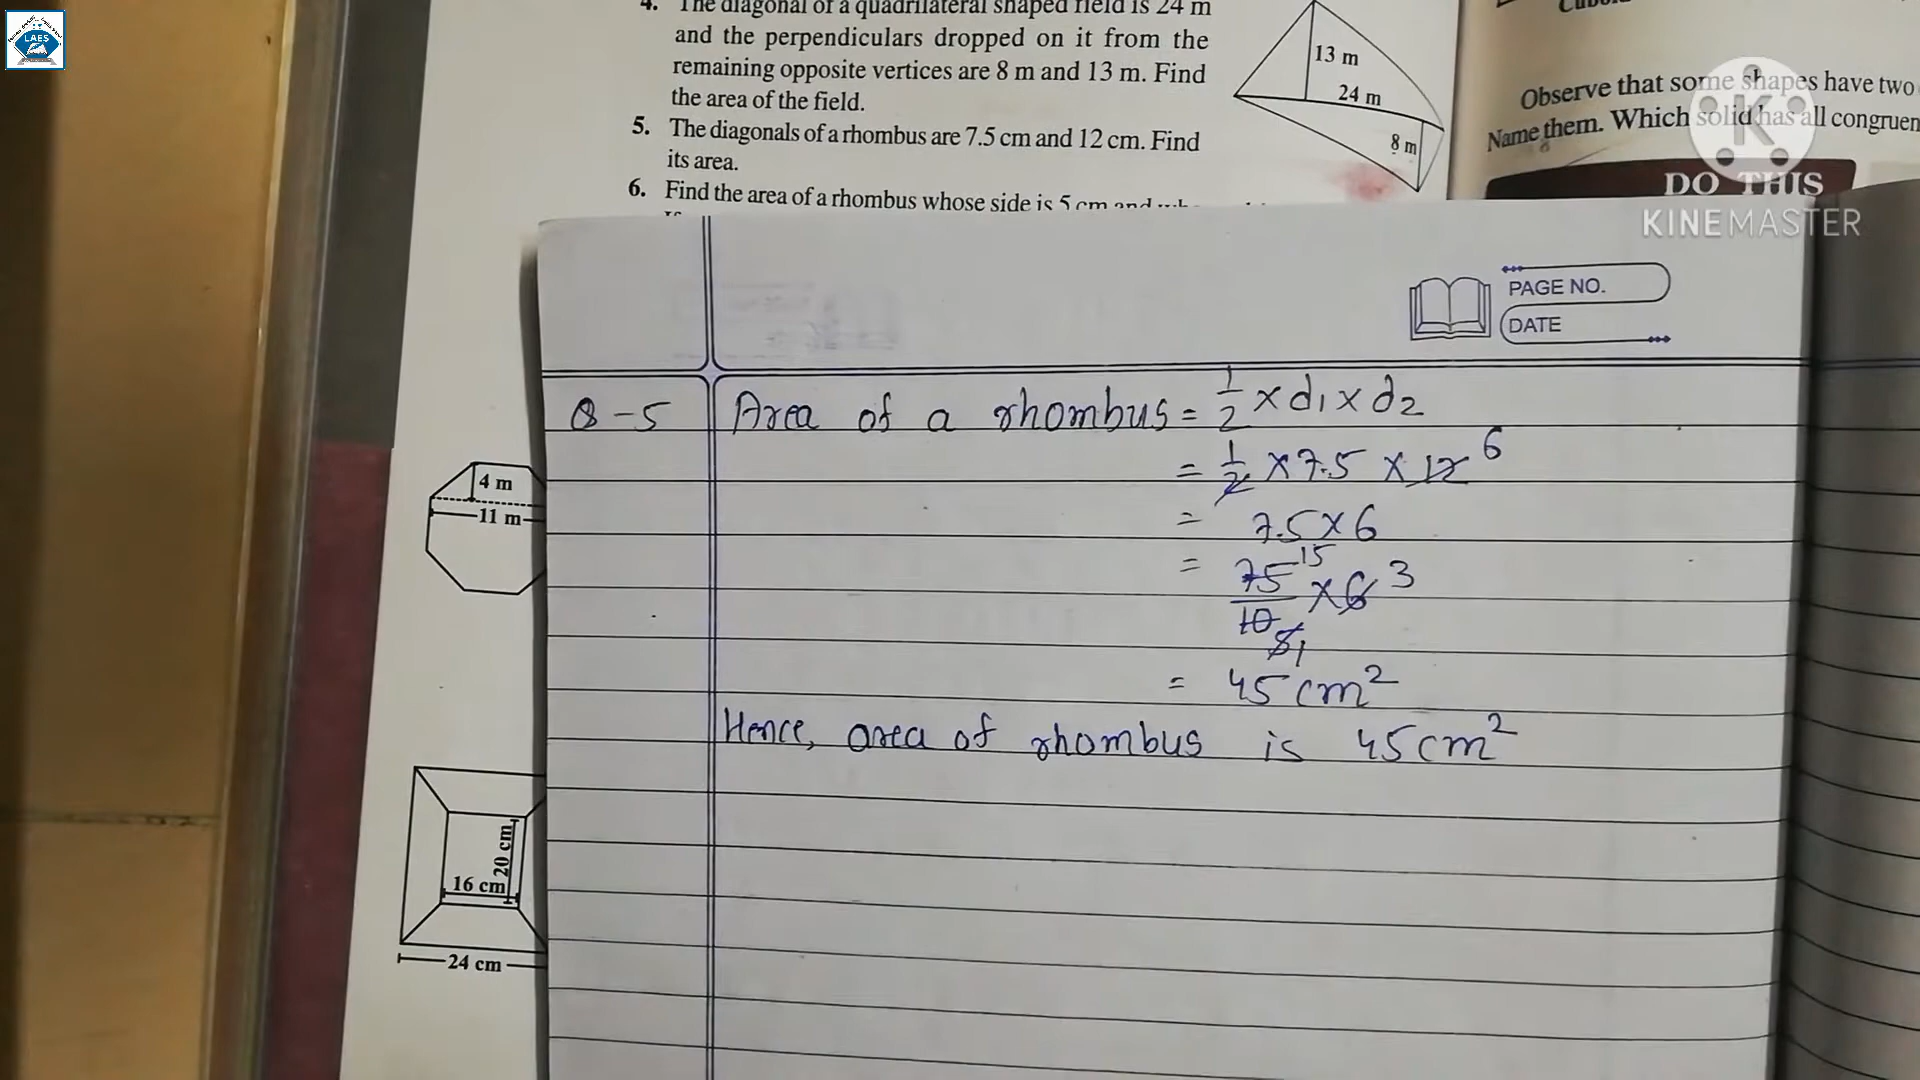 LAES
4. The diagonal of a quadrilateral shaped field is 24 m
and the perpendiculars dropped on it from the
remaining opposite vertices are 8 m and 13 m. Find
the area of the field.
13 m
24 m
8 m
5. The diagonals of a rhombus are 7.5 cm and 12 cm. Find
its area.
6. Find the area of a rhombus whose side is 5 cm and
Observe that some shapes have two
Name them. Which solid has all congruen
DO THIS
K
KINEMASTER
PAGE NO.
DATE
Q-5 Area of a rhombus = 1/2 × d1 × d2
= 1/2 × 7.5 × 12 6
= 7.5 × 6
= 75/10 × 6 15 3 5 1
= 45 cm²
Hence, area of rhombus is 45 cm²
4 m
11 m
20 cm
16 cm
24 cm